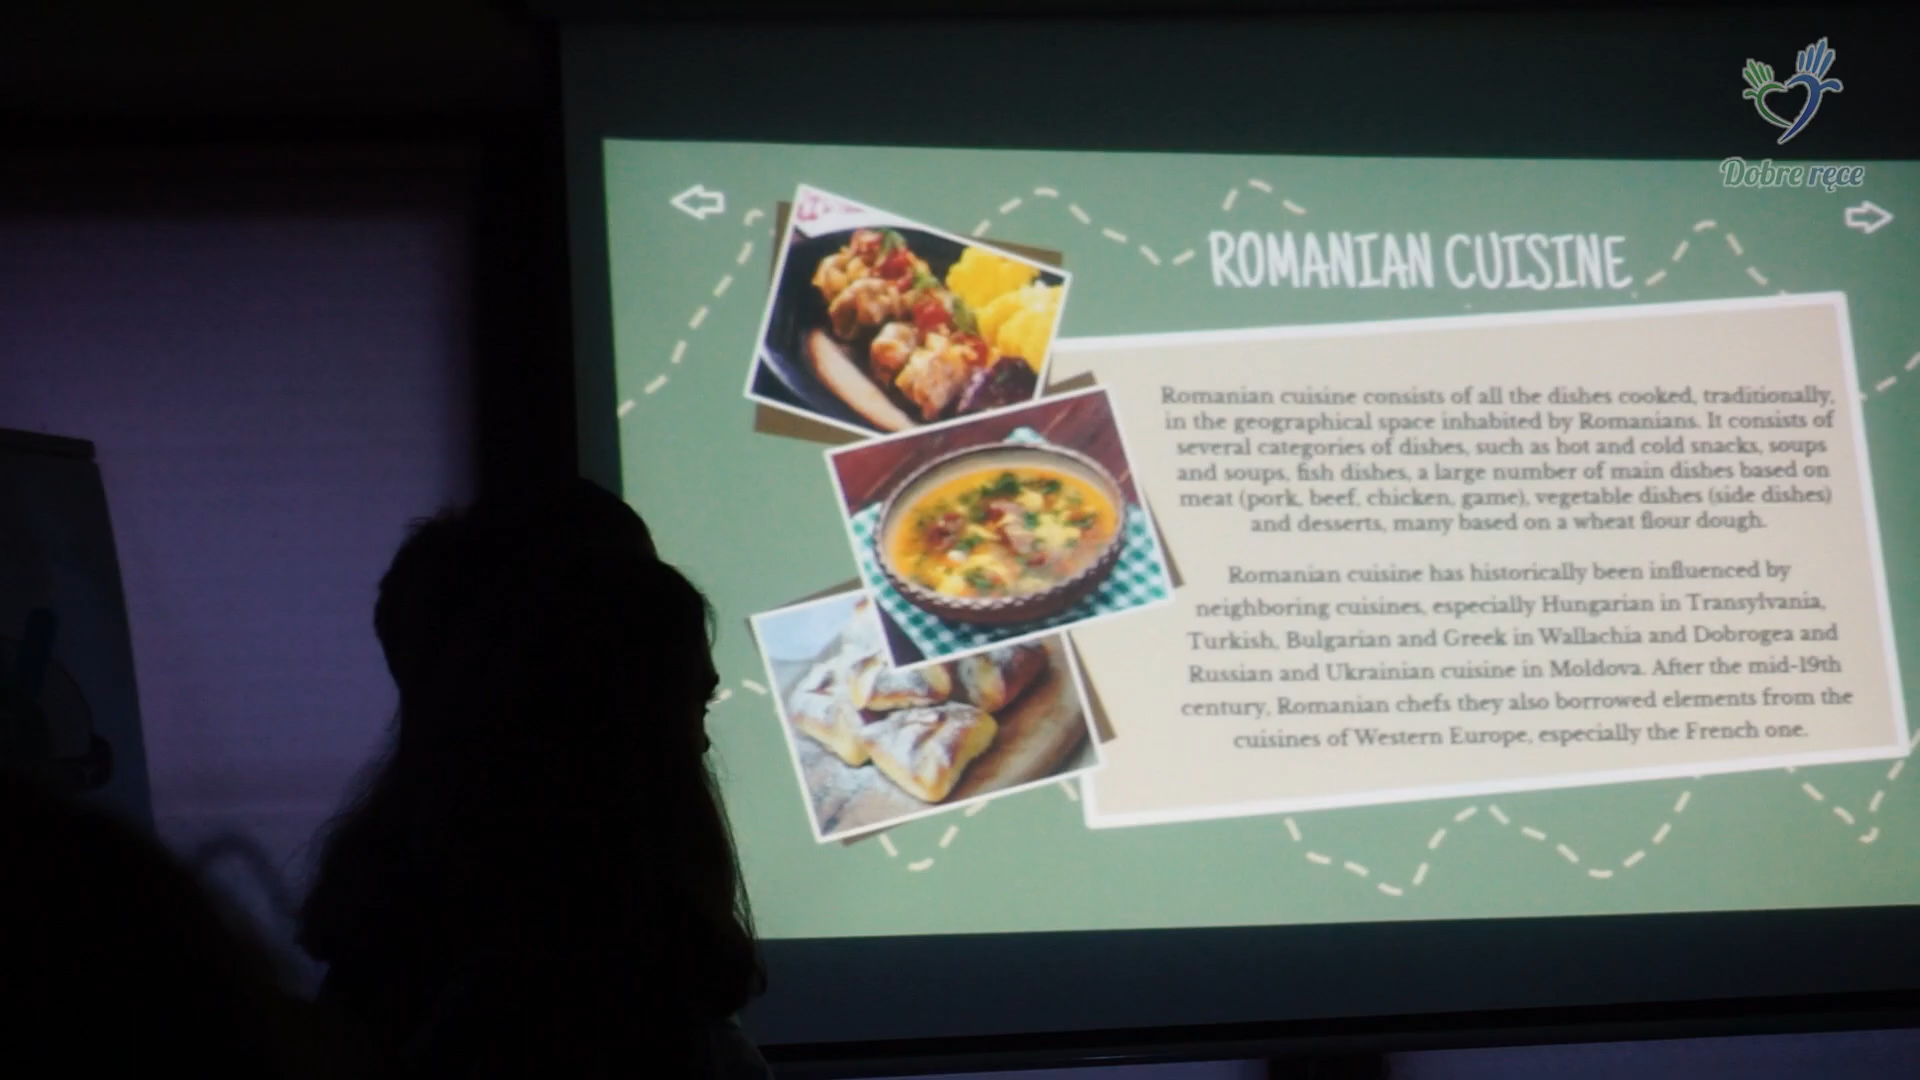 Dobre ręce
ROMANIAN CUISINE
Romanian cuisine consists of all the dishes cooked, traditionally,
in the geographical space inhabited by Romanians. It consists of
several categories of dishes, such as hot and cold snacks, soups
and soups, fish dishes, a large number of main dishes based on
meat (pork, beef, chicken, game), vegetable dishes (side dishes)
and desserts, many based on a wheat flour dough.
Romanian cuisine has historically been influenced by
neighboring cuisines, especially Hungarian in Transylvania,
Turkish, Bulgarian and Greek in Wallachia and Dobrogea and
Russian and Ukrainian cuisine in Moldova. After the mid-19th
century, Romanian chefs they also borrowed elements from the
cuisines of Western Europe, especially the French one.